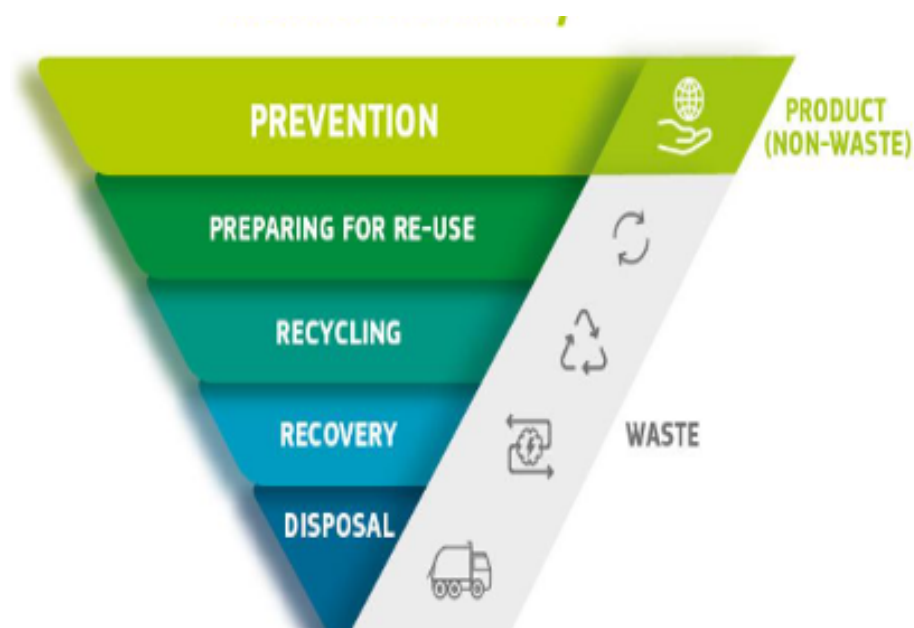 PREVENTION
PRODUCT
(NON-WASTE)
PREPARING FOR RE-USE
RECYCLING
RECOVERY
WASTE
DISPOSAL